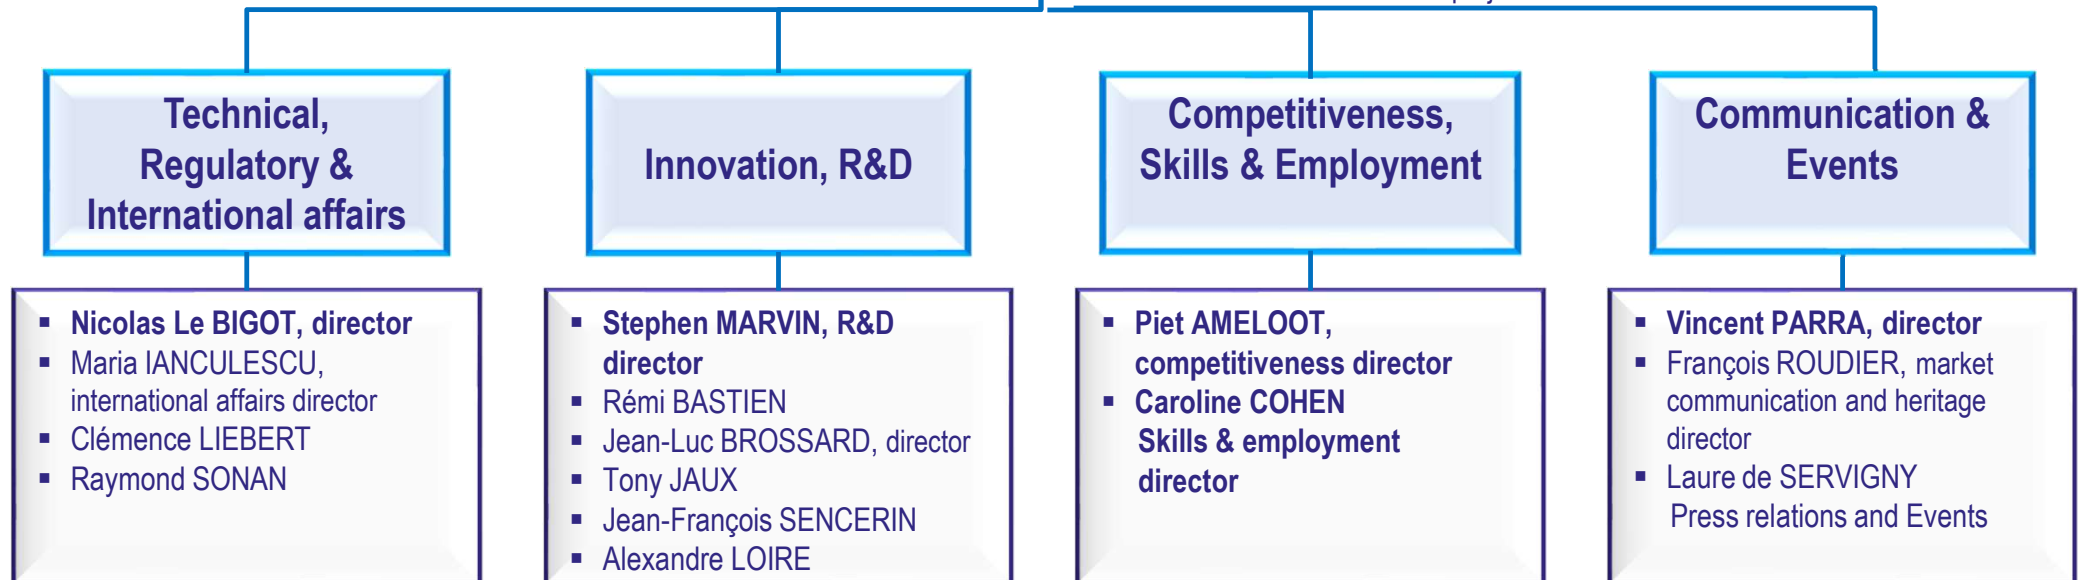 Technical,
Regulatory &
International affairs
Innovation, R&D
Competitiveness,
Skills & Employment
Communication &
Events
▪ Nicolas Le BIGOT, director
▪ Maria IANCULESCU,
international affairs director
▪ Clémence LIEBERT
▪ Raymond SONAN
▪ Stephen MARVIN, R&D
director
▪ Rémi BASTIEN
▪ Jean-Luc BROSSARD, director
▪ Tony JAUX
▪ Jean-François SENCERIN
▪ Alexandre LOIRE
▪ Piet AMELOOT,
competitiveness director
▪ Caroline COHEN
Skills & employment
director
▪ Vincent PARRA, director
▪ François ROUDIER, market
communication and heritage
director
▪ Laure de SERVIGNY
Press relations and Events